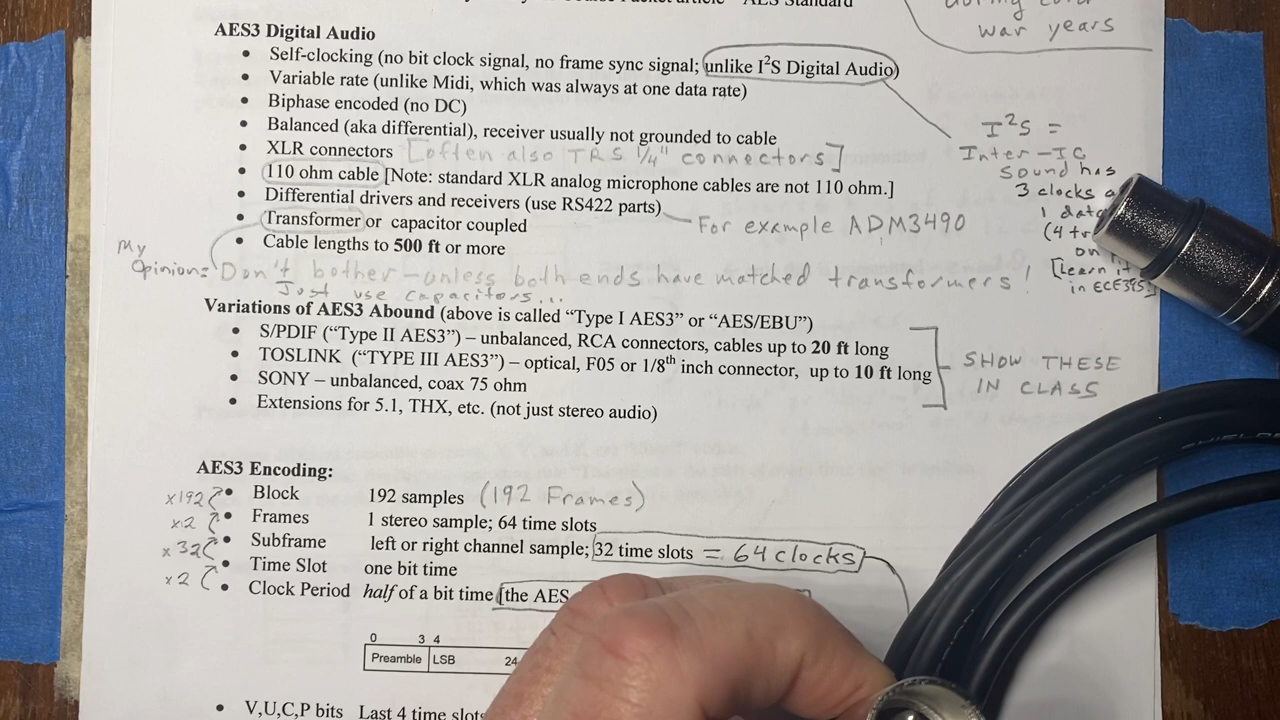 AES Standard
war years
AES3 Digital Audio
• Self-clocking (no bit clock signal, no frame sync signal; unlike I²S Digital Audio)
• Variable rate (unlike Midi, which was always at one data rate)
• Biphase encoded (no DC)
• Balanced (aka differential), receiver usually not grounded to cable
• XLR connectors [often also TRS 1/4" connectors]
• 110 ohm cable [Note: standard XLR analog microphone cables are not 110 ohm.]
• Differential drivers and receivers (use RS422 parts)
For example ADM3490
• Transformer or capacitor coupled
• Cable lengths to 500 ft or more
I²S =
Inter-IC
Sound has
3 clocks
1 data
(4
on
[Learn it
in ECE395]
My
Opinion: Don't bother – unless both ends have matched transformers!
Just use capacitors...
Variations of AES3 Abound (above is called “Type I AES3” or “AES/EBU”)
• S/PDIF (“Type II AES3”) – unbalanced, RCA connectors, cables up to 20 ft long
• TOSLINK (“TYPE III AES3”) – optical, F05 or 1/8th inch connector, up to 10 ft long
• SONY – unbalanced, coax 75 ohm
• Extensions for 5.1, THX, etc. (not just stereo audio)
SHOW THESE
IN CLASS
AES3 Encoding:
x192 • Block 192 samples (192 Frames)
x2 • Frames 1 stereo sample; 64 time slots
x32 • Subframe left or right channel sample; 32 time slots = 64 clocks
• Time Slot one bit time
x2 • Clock Period half of a bit time [the AES
0 3 4
Preamble LSB 24
• V,U,C,P bits Last 4 time slots